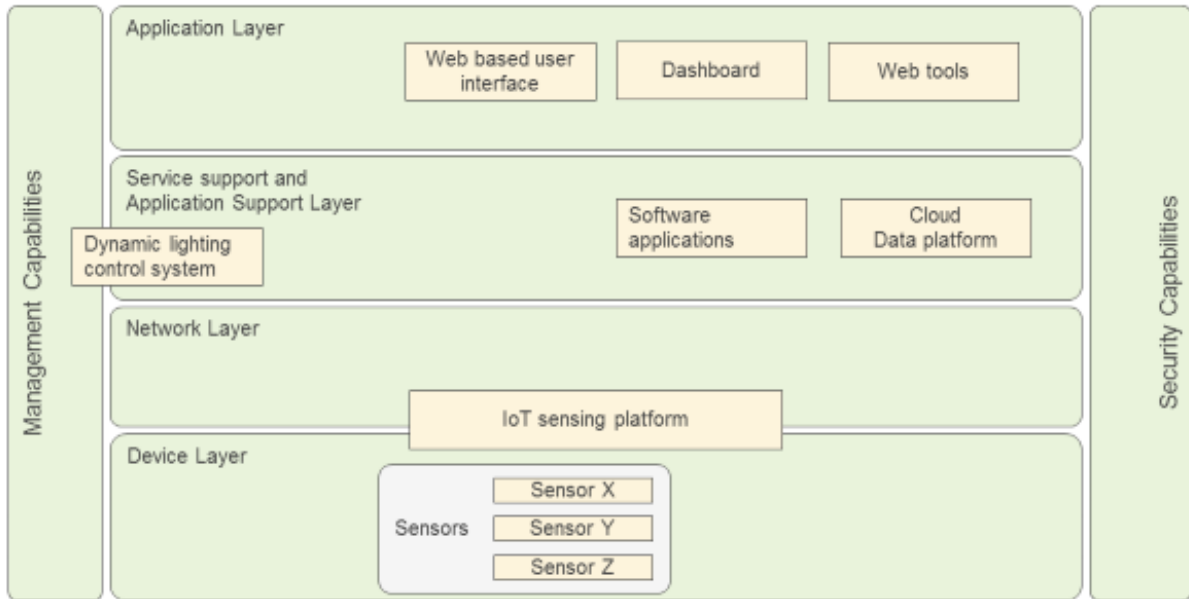 Management Capabilities
Application Layer
Web based user
interface
Dashboard
Web tools
Service support and
Application Support Layer
Dynamic lighting
control system
Software
applications
Cloud
Data platform
Network Layer
IoT sensing platform
Device Layer
Sensors
Sensor X
Sensor Y
Sensor Z
Security Capabilities